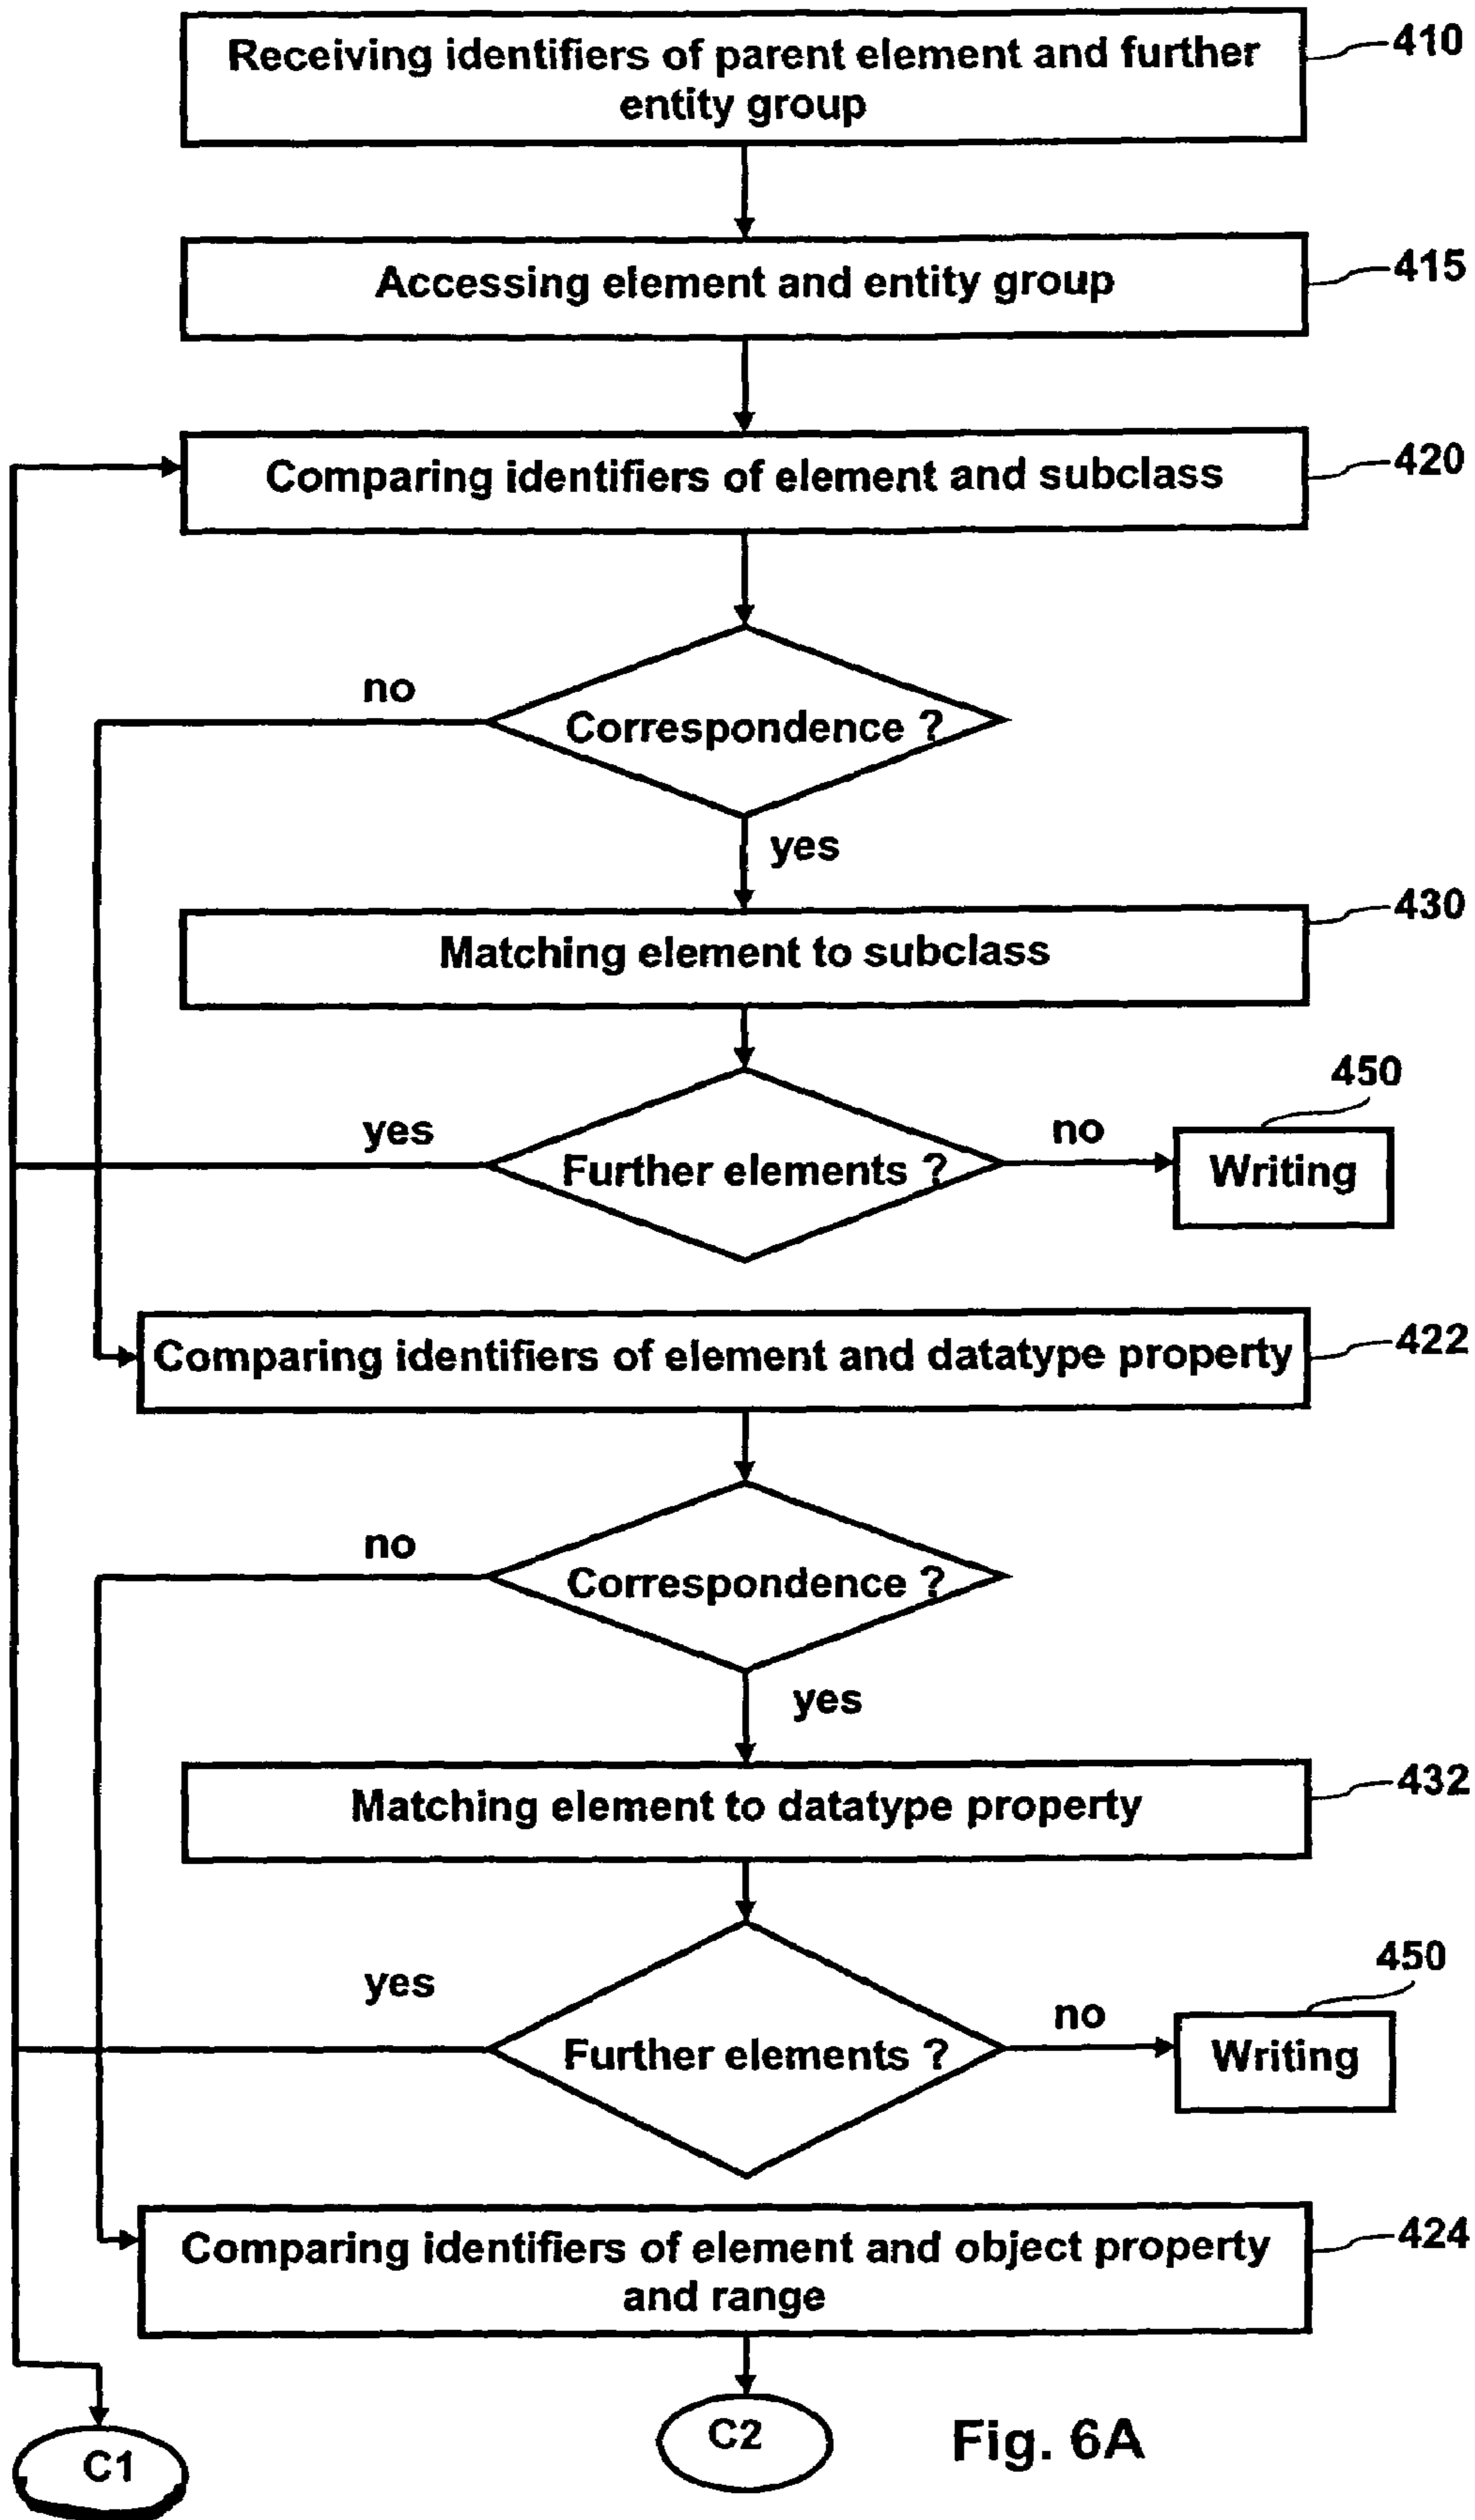 Receiving identifiers of parent element and further
entity group
410
Accessing element and entity group
415
Comparing identifiers of element and subclass
420
no
Correspondence ?
yes
Matching element to subclass
430
yes
Further elements ?
no
450
Writing
Comparing identifiers of element and datatype property
422
no
Correspondence ?
yes
Matching element to datatype property
432
yes
Further elements ?
no
450
Writing
Comparing identifiers of element and object property
and range
424
C1
C2
Fig. 6A